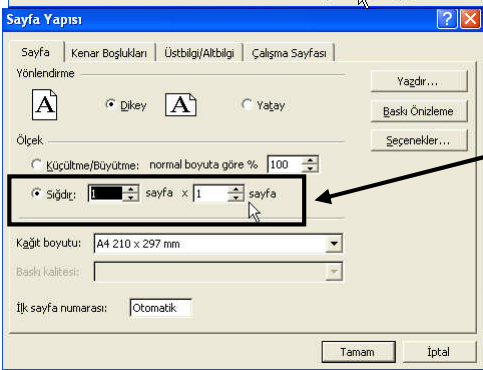 Sayfa Yapısı
Sayfa Kenar Boşlukları Üstbilgi/Altbilgi Çalışma Sayfası
Yönlendirme
A Dikey A Yatay
Yazdır...
Baskı Önizleme
Seçenekler...
Ölçek
Küçültme/Büyütme: normal boyuta göre % 100
Sığdır: 1 sayfa x 1 sayfa
Kağıt boyutu: A4 210 x 297 mm
Baskı kalitesi:
İlk sayfa numarası: Otomatik
Tamam İptal